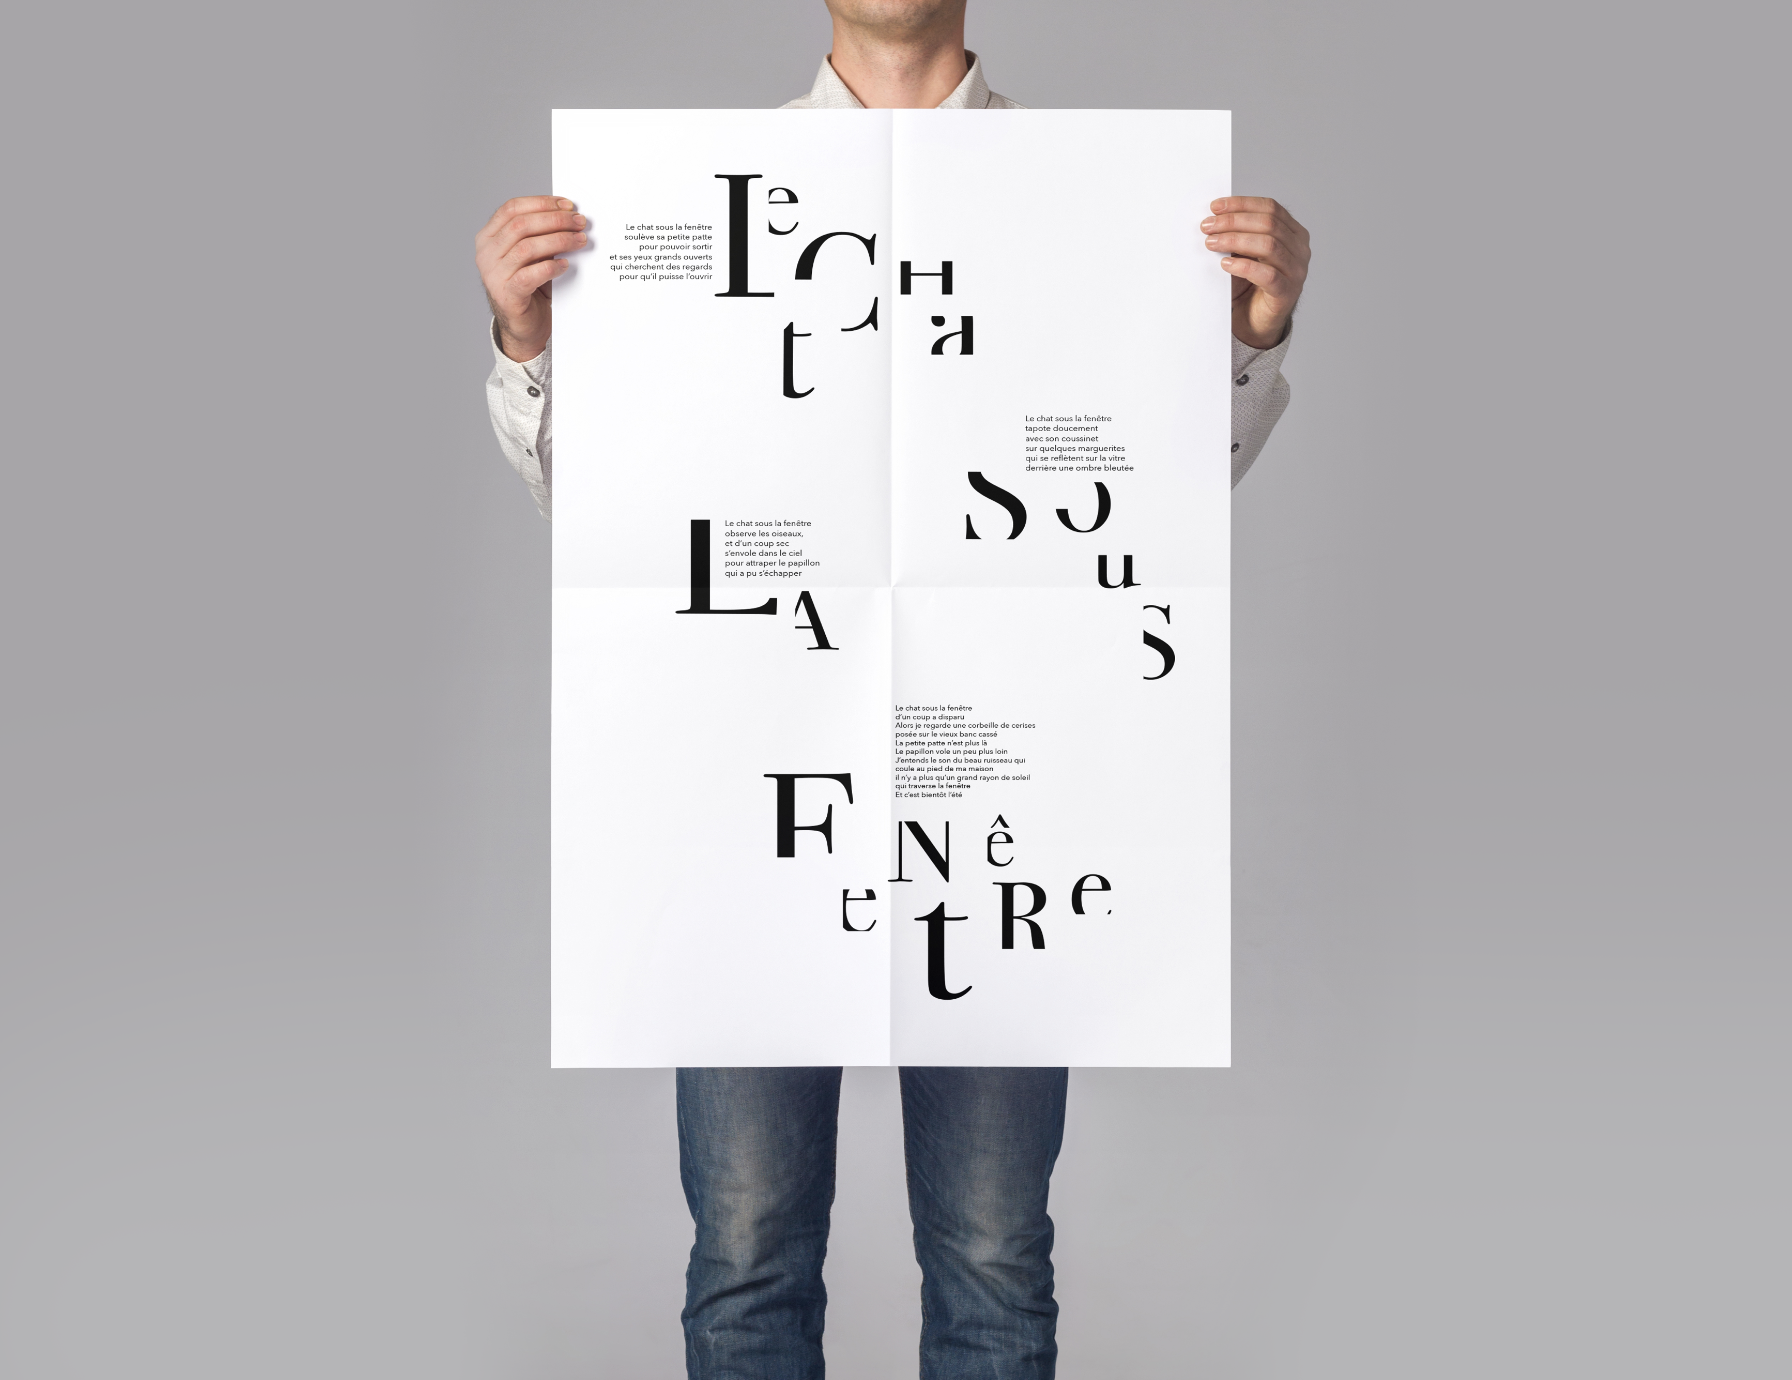 Le
CHat
Le chat sous la fenêtre
soulève sa petite patte
pour pouvoir sortir
et ses yeux grands ouverts
qui cherchent des regards
pour qu'il puisse l'ouvrir
Le chat sous la fenêtre
tapote doucement
avec son coussinet
sur quelques marguerites
qui se reflètent sur la vitre
derrière une ombre bleutée
Sous
LA
Le chat sous la fenêtre
observe les oiseaux,
et d'un coup sec
s'envole dans le ciel
pour attraper le papillon
qui a pu s'échapper
Le chat sous la fenêtre
d'un coup a disparu
Alors je regarde une corbeille de cerises
posée sur le vieux banc cassé
La petite patte n'est plus là
Le papillon vole un peu plus loin
J'entends le son du beau ruisseau qui
coule au pied de ma maison
il n'y a plus qu'un grand rayon de soleil
qui traverse la fenêtre
Et c'est bientôt l'été
FeNêtRe